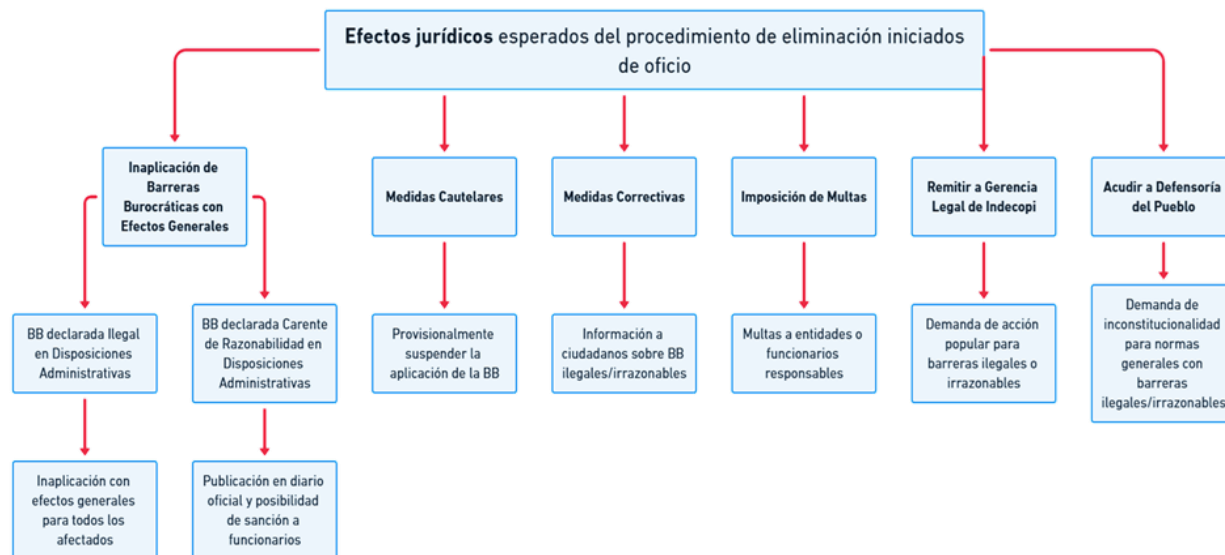 Efectos jurídicos esperados del procedimiento de eliminación iniciados
de oficio
Inaplicación de
Barreras
Burocráticas con
Efectos Generales
Medidas Cautelares
Medidas Correctivas
Imposición de Multas
Remitir a Gerencia
Legal de Indecopi
Acudir a Defensoría
del Pueblo
BB declarada Ilegal
en Disposiciones
Administrativas
BB declarada Carente
de Razonabilidad en
Disposiciones
Administrativas
Provisionalmente
suspender la
aplicación de la BB
Información a
ciudadanos sobre BB
ilegales/irrazonables
Multas a entidades o
funcionarios
responsables
Demanda de acción
popular para
barreras ilegales o
irrazonables
Demanda de
inconstitucionalidad
para normas
generales con
barreras
ilegales/irrazonables
Inaplicación con
efectos generales
para todos los
afectados
Publicación en diario
oficial y posibilidad
de sanción a
funcionarios